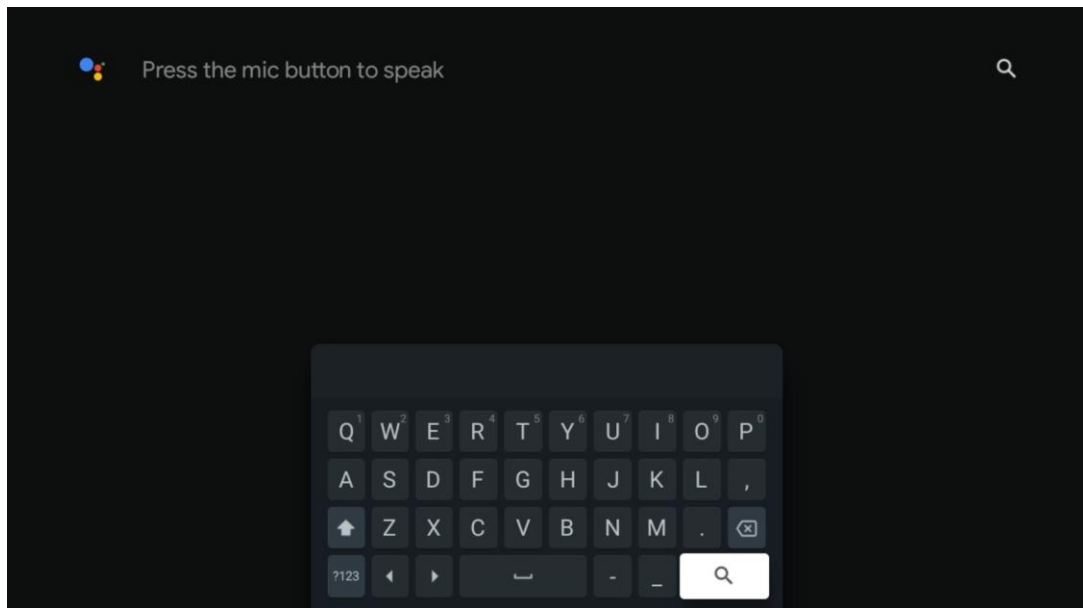 Press the mic button to speak
Q1 W2 E3 R4 T5 Y6 U7 I8 O9 P0
A S D F G H J K L ,
Z X C V B N M .
?123 - _